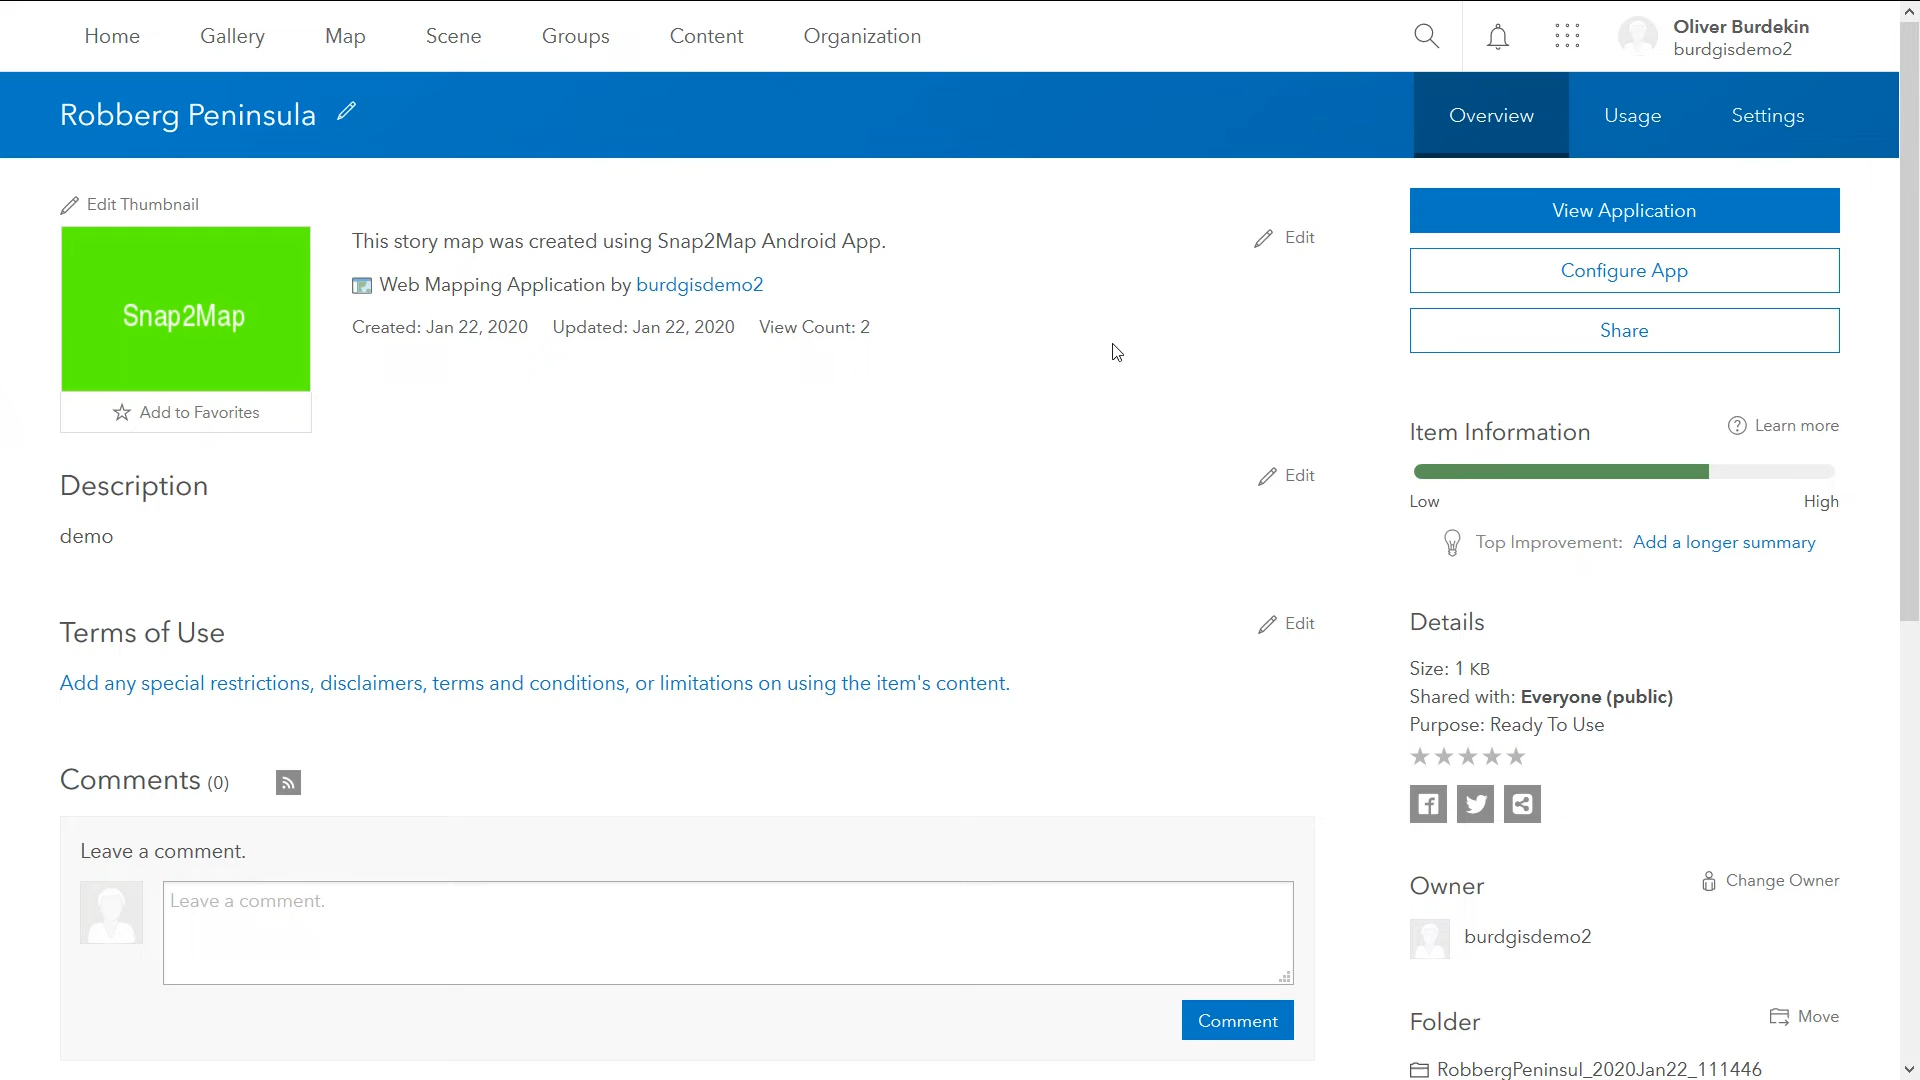 Home Gallery Map Scene Groups Content Organization
Oliver Burdekin
burdgisdemo2
Robberg Peninsula
Overview Usage Settings
Edit Thumbnail
Snap2Map
Add to Favorites
This story map was created using Snap2Map Android App.
Edit
Web Mapping Application by burdgisdemo2
Created: Jan 22, 2020 Updated: Jan 22, 2020 View Count: 2
Description
Edit
demo
Terms of Use
Edit
Add any special restrictions, disclaimers, terms and conditions, or limitations on using the item's content.
Comments (0)
Leave a comment.
Leave a comment.
Comment
View Application
Configure App
Share
Item Information
Learn more
Low High
Top Improvement: Add a longer summary
Details
Size: 1 KB
Shared with: Everyone (public)
Purpose: Ready To Use
Owner
Change Owner
burdgisdemo2
Folder
Move
RobbergPeninsul_2020Jan22_111446